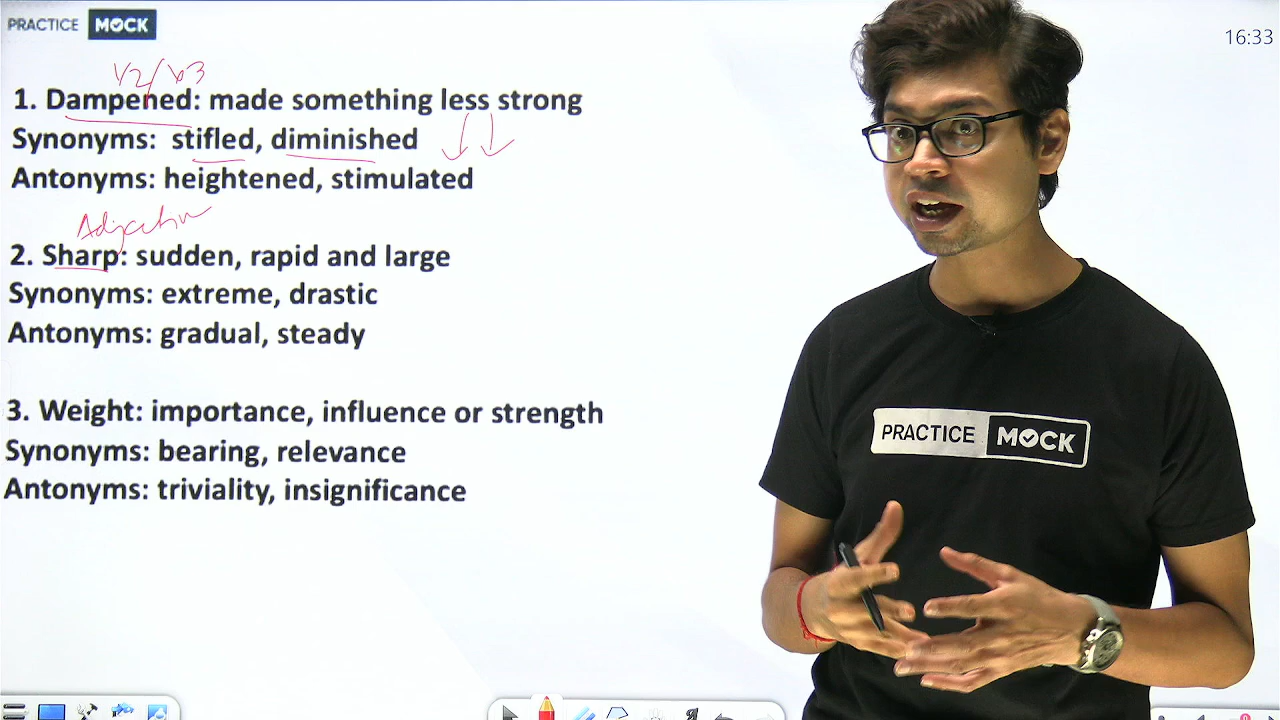 PRACTICE MOCK
16:33
V2/V3
1. Dampened: made something less strong
Synonyms: stifled, diminished
Antonyms: heightened, stimulated
Adjective
2. Sharp: sudden, rapid and large
Synonyms: extreme, drastic
Antonyms: gradual, steady
3. Weight: importance, influence or strength
Synonyms: bearing, relevance
Antonyms: triviality, insignificance
PRACTICE MOCK